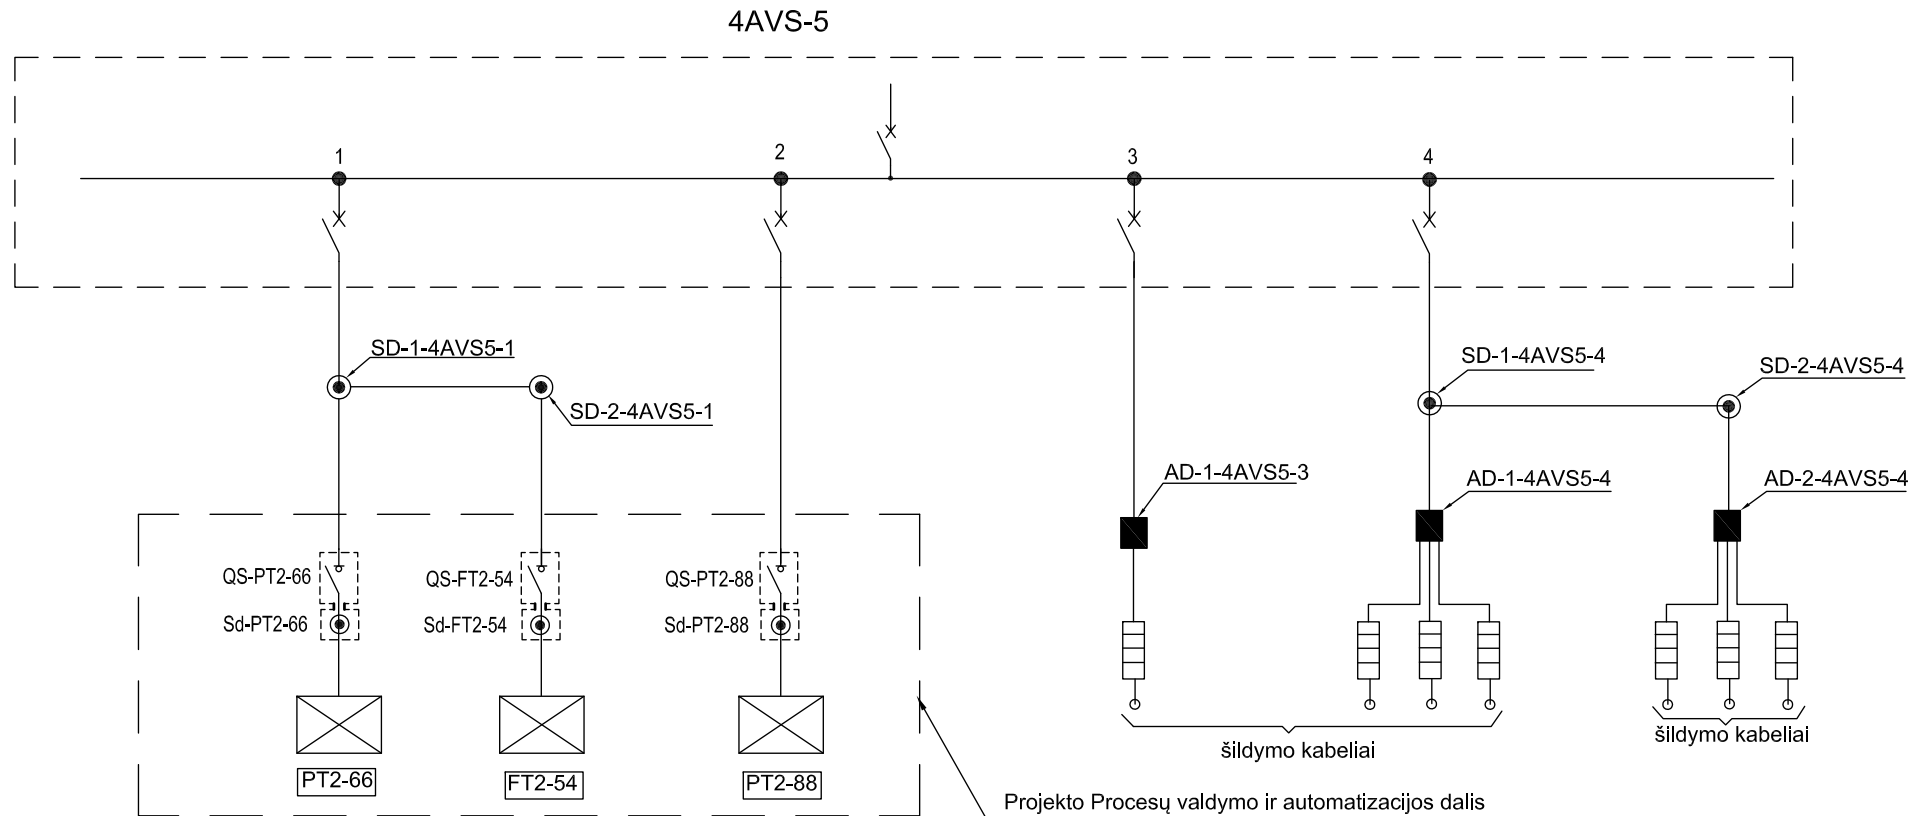 4AVS-5
1
2
3
4
SD-1-4AVS5-1
SD-2-4AVS5-1
SD-1-4AVS5-4
SD-2-4AVS5-4
AD-1-4AVS5-3
AD-1-4AVS5-4
AD-2-4AVS5-4
QS-PT2-66
QS-FT2-54
QS-PT2-88
Sd-PT2-66
Sd-FT2-54
Sd-PT2-88
šildymo kabeliai
šildymo kabeliai
PT2-66
FT2-54
PT2-88
Projekto Procesų valdymo ir automatizacijos dalis